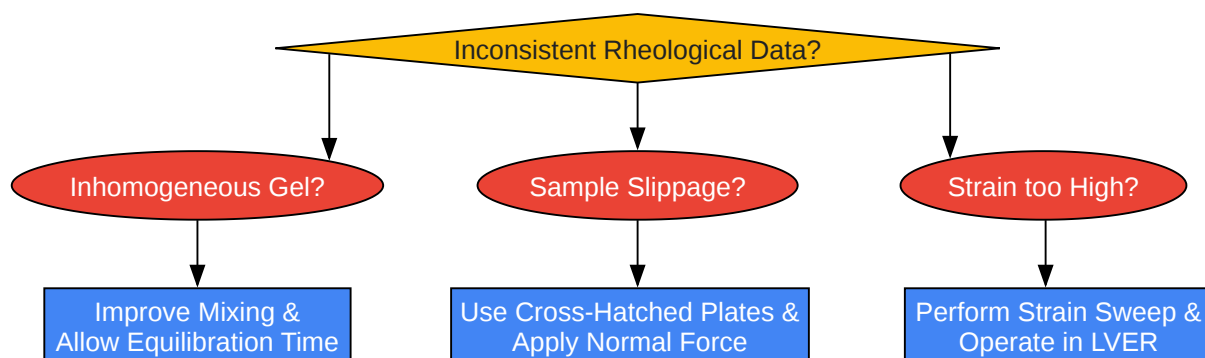 Inconsistent Rheological Data?
Inhomogeneous Gel?
Sample Slippage?
Strain too High?
Improve Mixing &
Allow Equilibration Time
Use Cross-Hatched Plates &
Apply Normal Force
Perform Strain Sweep &
Operate in LVER